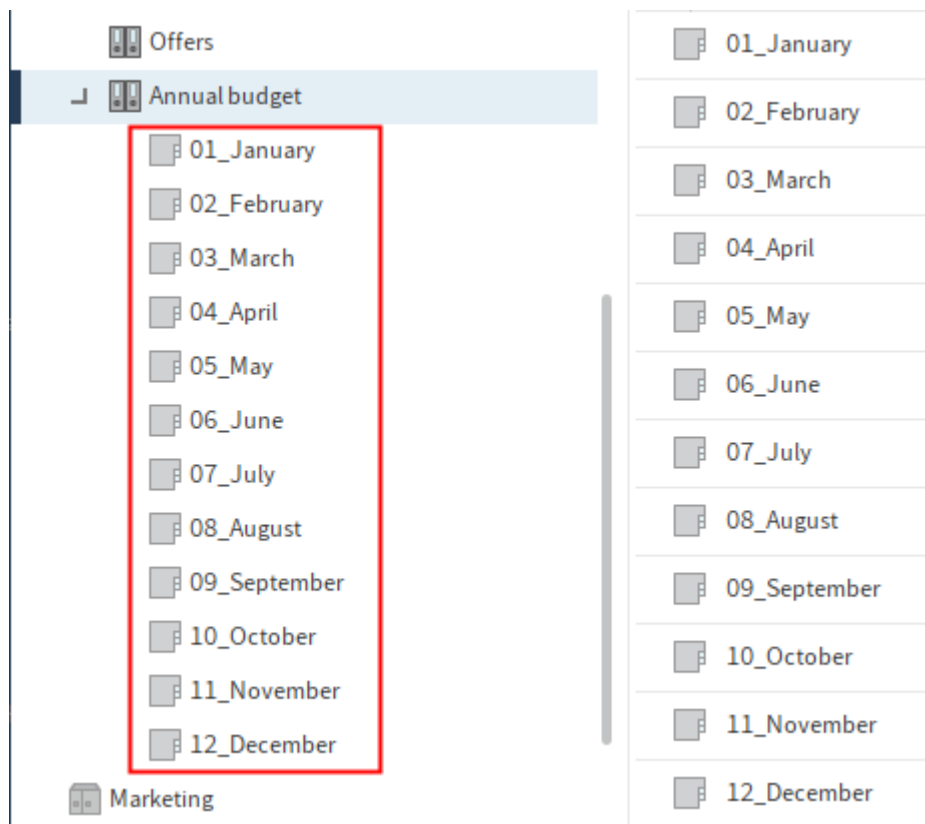 Offers
Annual budget
01_January
02_February
03_March
04_April
05_May
06_June
07_July
08_August
09_September
10_October
11_November
12_December
Marketing
01_January
02_February
03_March
04_April
05_May
06_June
07_July
08_August
09_September
10_October
11_November
12_December